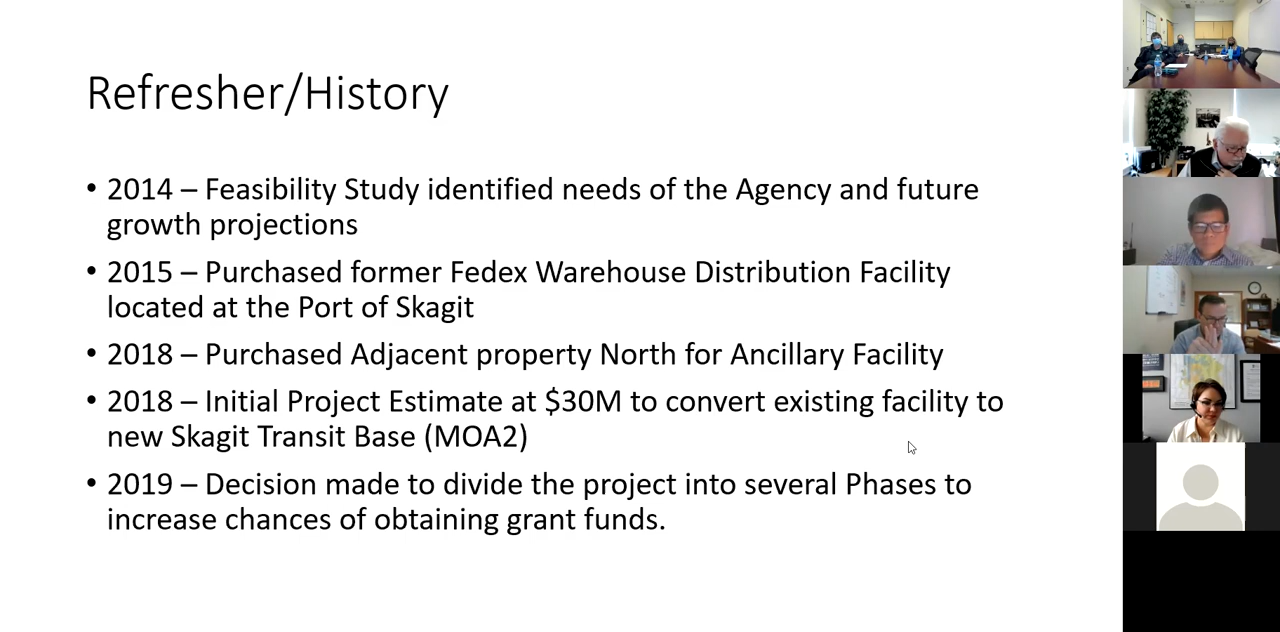 Refresher/History
• 2014 – Feasibility Study identified needs of the Agency and future
growth projections
• 2015 – Purchased former Fedex Warehouse Distribution Facility
located at the Port of Skagit
• 2018 – Purchased Adjacent property North for Ancillary Facility
• 2018 – Initial Project Estimate at $30M to convert existing facility to
new Skagit Transit Base (MOA2)
• 2019 – Decision made to divide the project into several Phases to
increase chances of obtaining grant funds.